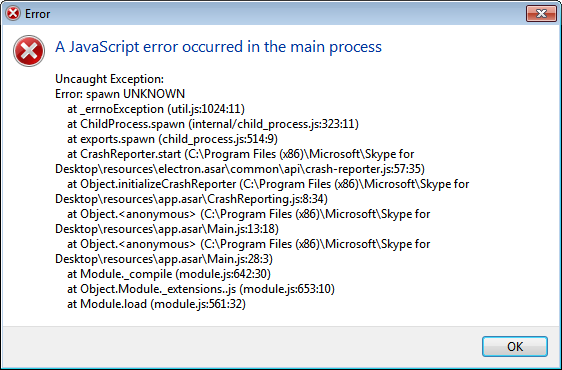 Error
A JavaScript error occurred in the main process
Uncaught Exception:
Error: spawn UNKNOWN
at _errnoException (util.js:1024:11)
at ChildProcess.spawn (internal/child_process.js:323:11)
at exports.spawn (child_process.js:514:9)
at CrashReporter.start (C:\Program Files (x86)\Microsoft\Skype for
Desktop\resources\electron.asar\common\api\crash-reporter.js:57:35)
at Object.initializeCrashReporter (C:\Program Files (x86)\Microsoft\Skype for
Desktop\resources\app.asar\CrashReporting.js:8:34)
at Object.<anonymous> (C:\Program Files (x86)\Microsoft\Skype for
Desktop\resources\app.asar\Main.js:13:18)
at Object.<anonymous> (C:\Program Files (x86)\Microsoft\Skype for
Desktop\resources\app.asar\Main.js:28:3)
at Module._compile (module.js:642:30)
at Object.Module._extensions..js (module.js:653:10)
at Module.load (module.js:561:32)
OK